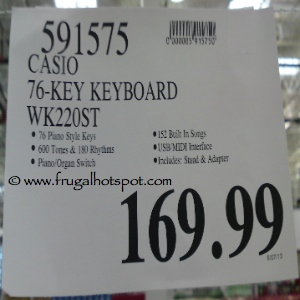 591575
CASIO
76-KEY KEYBOARD
WK220ST
• 76 Piano Style Keys
• 600 Tones & 180 Rhythms
• Piano/Organ Switch
• 152 Built In Songs
• USB/MIDI Interface
• Includes: Stand & Adapter
www.frugalhotspot.com
169.99